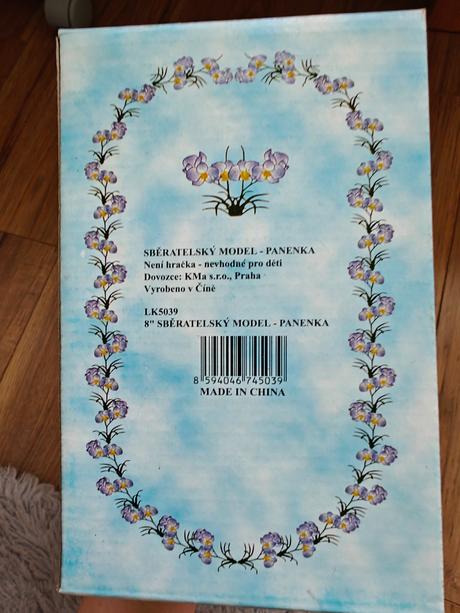 SBĚRATELSKÝ MODEL - PANENKA
Není hračka - nevhodné pro děti
Dovozce: KMa s.r.o., Praha
Vyrobeno v Číně
LK5039
8" SBĚRATELSKÝ MODEL - PANENKA
8 594046 745039
MADE IN CHINA